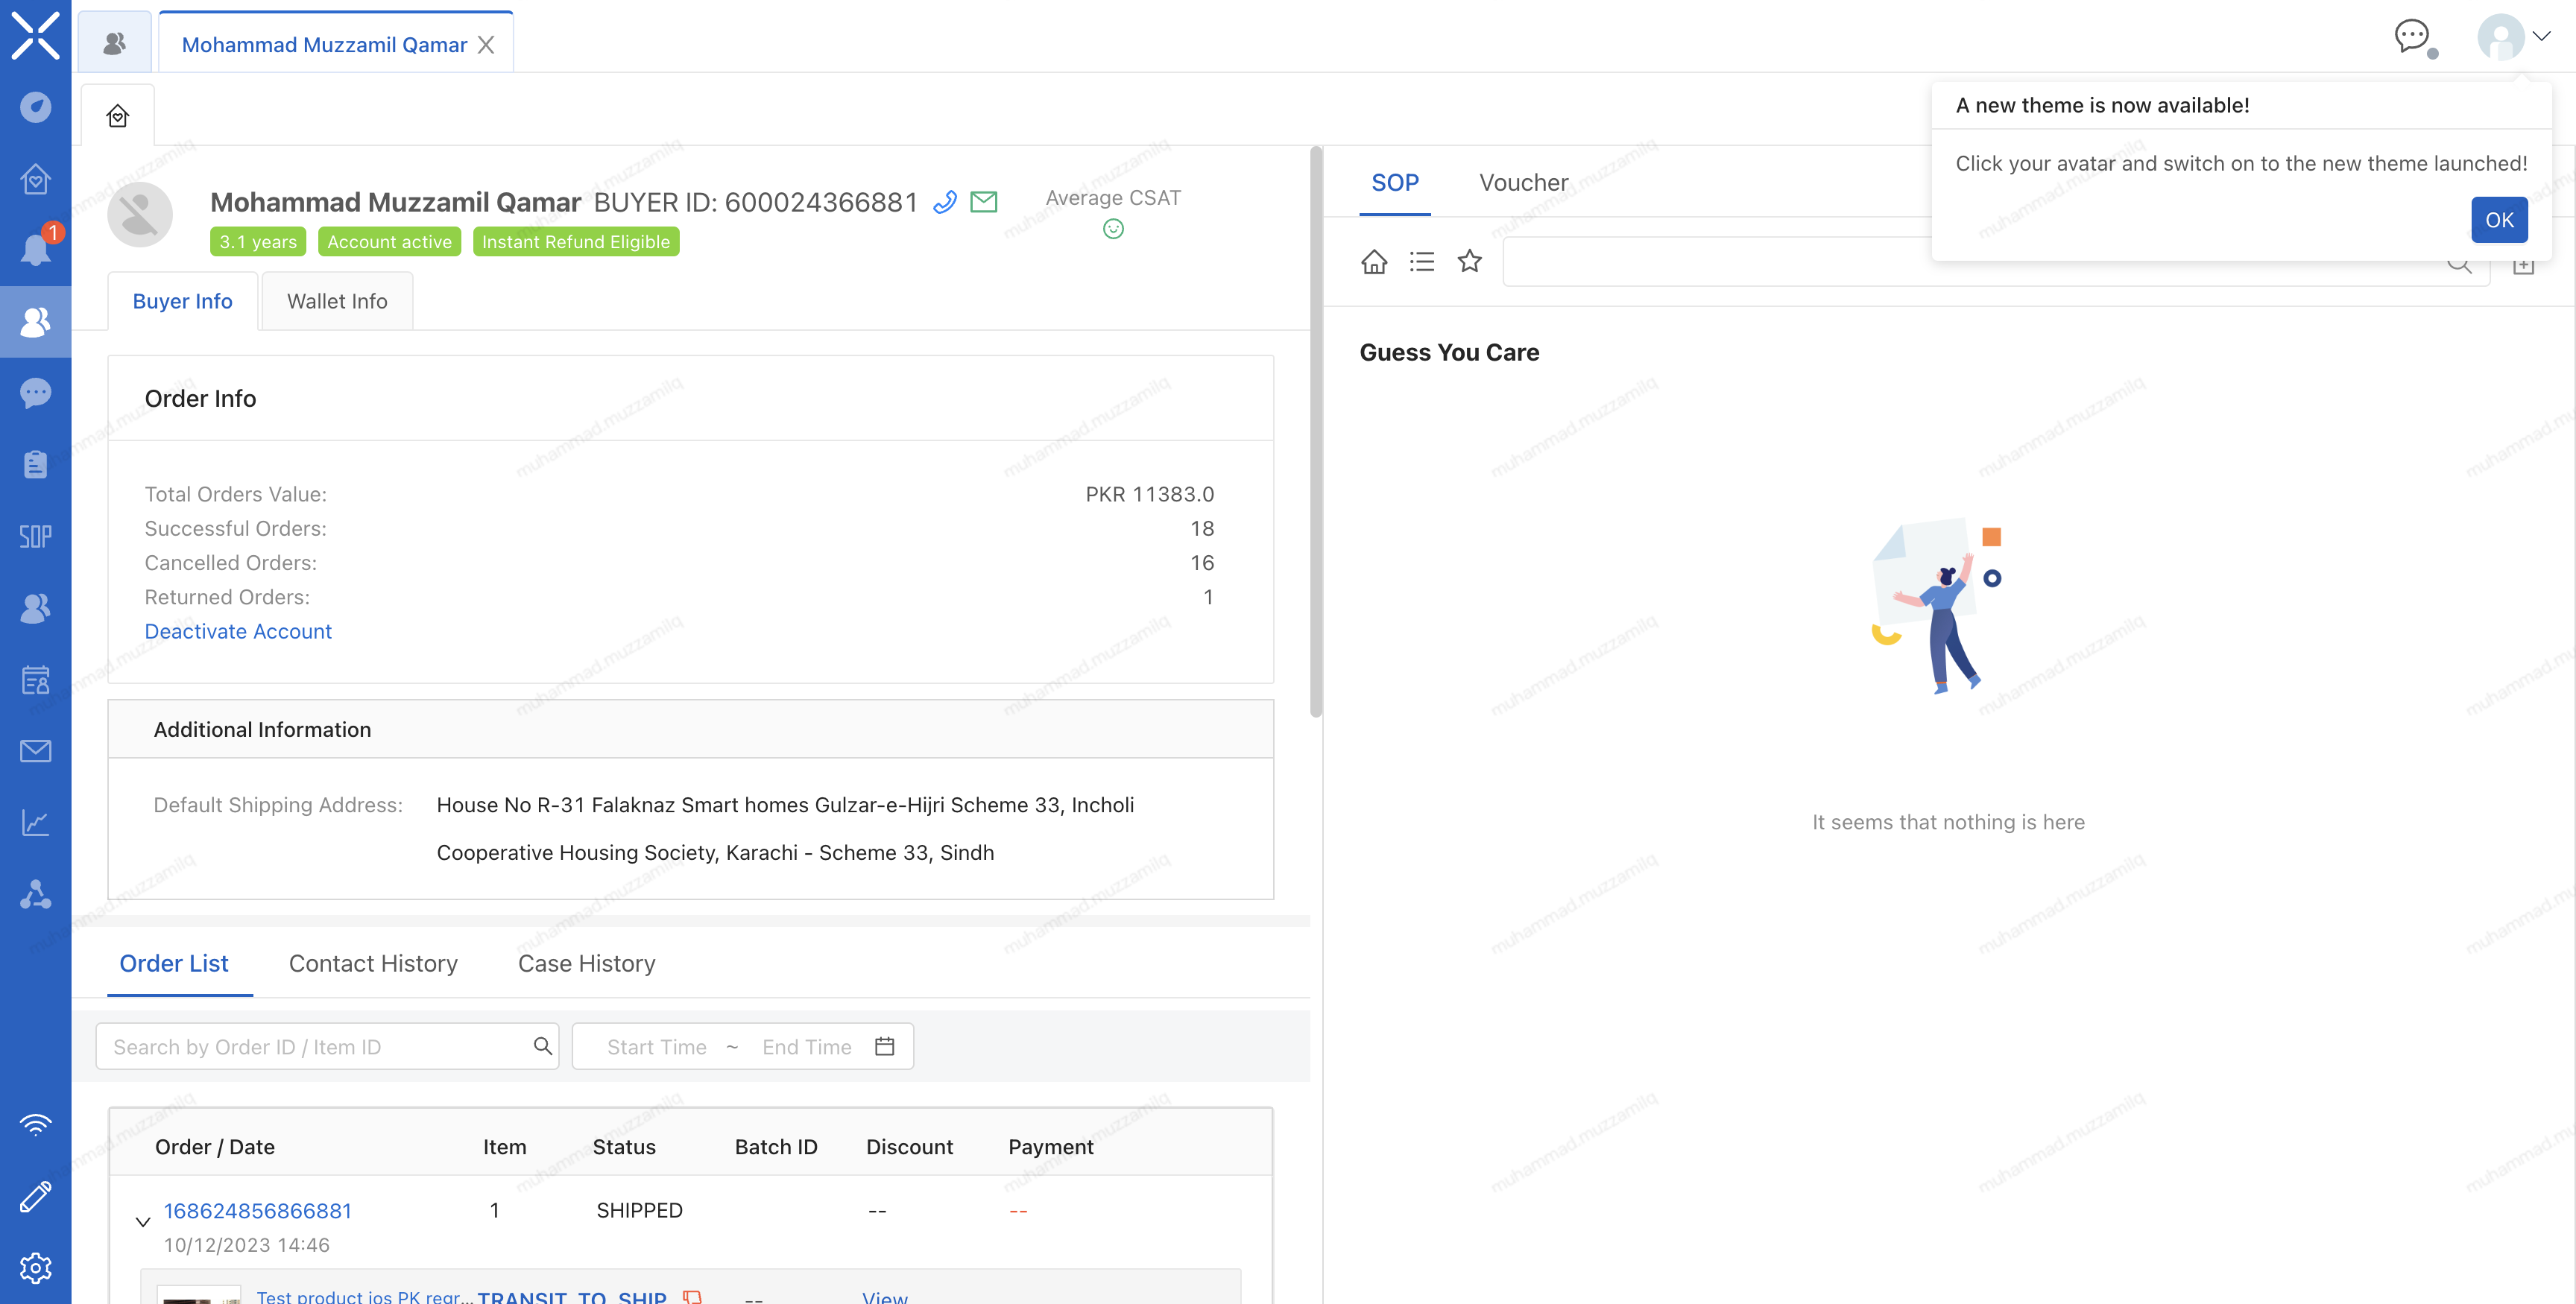 Mohammad Muzzamil Qamar
A new theme is now available!
Click your avatar and switch on to the new theme launched!
OK
1
Mohammad Muzzamil Qamar BUYER ID: 600024366881
Average CSAT
3.1 years Account active Instant Refund Eligible
Buyer Info Wallet Info
Order Info
Total Orders Value: PKR 11383.0
Successful Orders: 18
Cancelled Orders: 16
Returned Orders: 1
Deactivate Account
Additional Information
Default Shipping Address: House No R-31 Falaknaz Smart homes Gulzar-e-Hijri Scheme 33, Incholi
Cooperative Housing Society, Karachi - Scheme 33, Sindh
Order List Contact History Case History
Search by Order ID / Item ID Start Time ~ End Time
Order / Date Item Status Batch ID Discount Payment
168624856866881 1 SHIPPED -- --
10/12/2023 14:46
Test product ios PK regr... TRANSIT_TO_SHIP -- View
SOP Voucher
Guess You Care
It seems that nothing is here
SOP
muhammad.muzzamilq